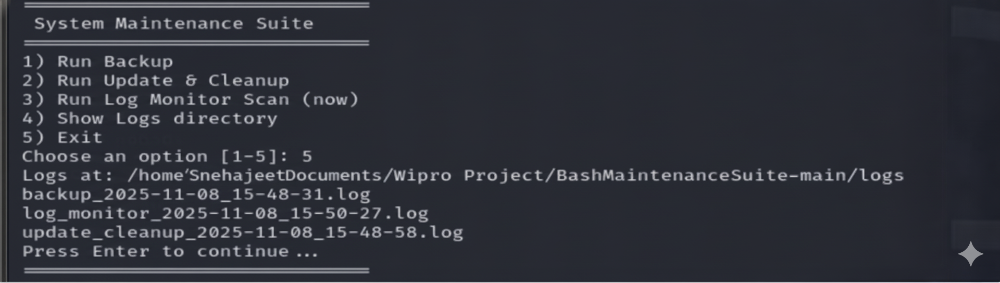 System Maintenance Suite
1) Run Backup
2) Run Update & Cleanup
3) Run Log Monitor Scan (now)
4) Show Logs directory
5) Exit
Choose an option [1-5]: 5
Logs at: /home'SnehajeetDocuments/Wipro Project/BashMaintenanceSuite-main/logs
backup_2025-11-08_15-48-31.log
log_monitor_2025-11-08_15-50-27.log
update_cleanup_2025-11-08_15-48-58.log
Press Enter to continue...